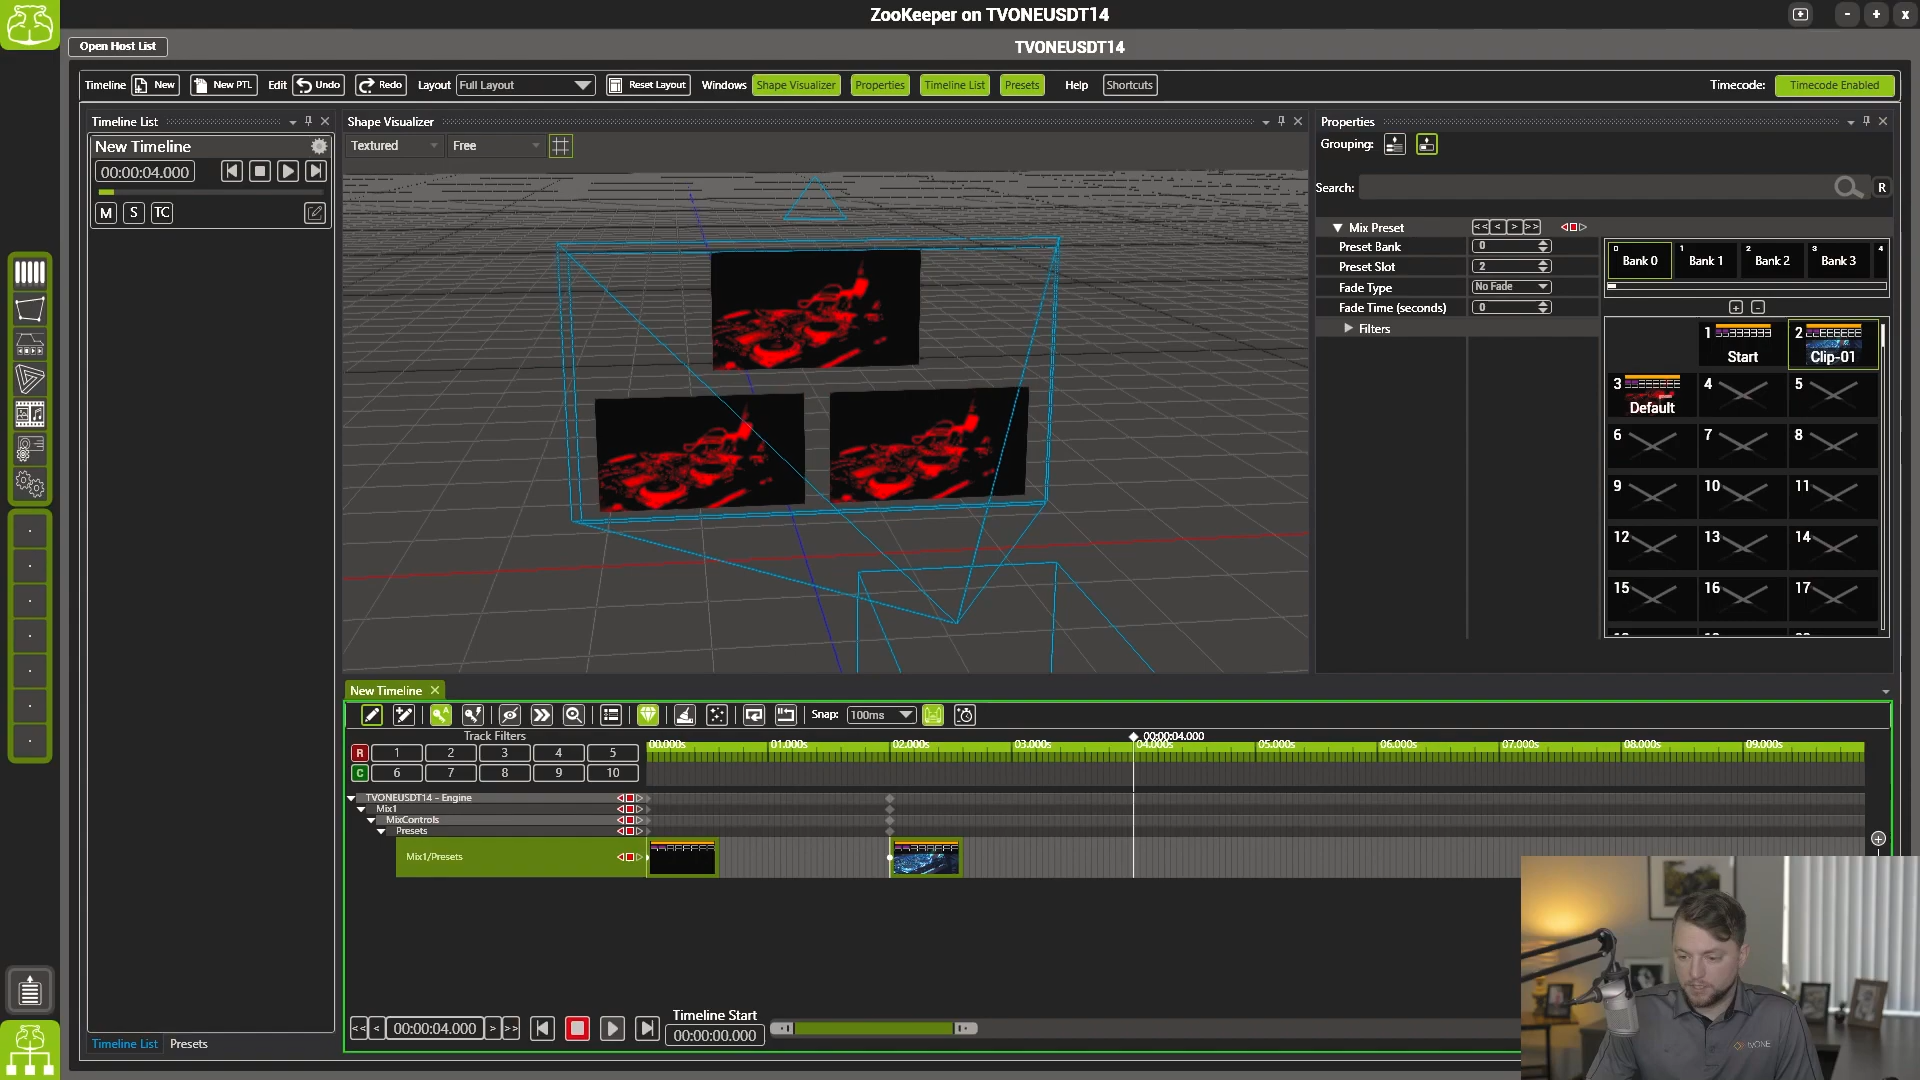 ZooKeeper on TVONEUSDT14
Open Host List
TVONEUSDT14
Timeline New New PTL Edit Undo Redo Layout Full Layout Reset Layout Windows Shape Visualizer Properties Timeline List Presets Help Shortcuts Timecode: Timecode Enabled
Timeline List
New Timeline
00:00:04.000
M S TC
Shape Visualizer
Textured Free
Properties
Grouping:
Search: R
Mix Preset << < > >>
Preset Bank 0
Preset Slot 2
Fade Type No Fade
Fade Time (seconds) 0
Filters
0 1 2 3 4
Bank 0 Bank 1 Bank 2 Bank 3
1 Start 2 Clip-01
3 Default 4 5
6 7 8
9 10 11
12 13 14
15 16 17
New Timeline
Snap: 100ms
Track Filters
R 1 2 3 4 5
C 6 7 8 9 10
00:00:04.000
00.000s 01.000s 02.000s 03.000s 04.000s 05.000s 06.000s 07.000s 08.000s 09.000s
TVONEUSDT14 - Engine
Mix1
MixControls
Presets
Mix1/Presets
<< < 00:00:04.000 > >>
Timeline Start
00:00:00.000
Timeline List Presets
tvONE